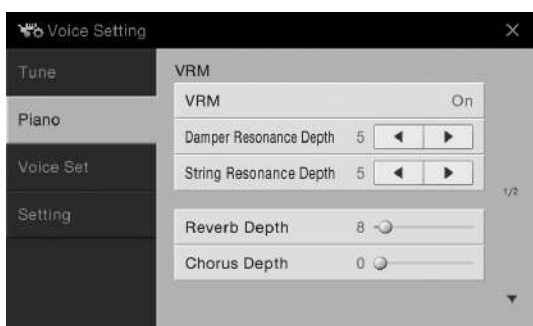 Voice Setting
Tune
Piano
Voice Set
Setting
VRM
VRM On
Damper Resonance Depth 5
String Resonance Depth 5
Reverb Depth 8
Chorus Depth 0
1/2